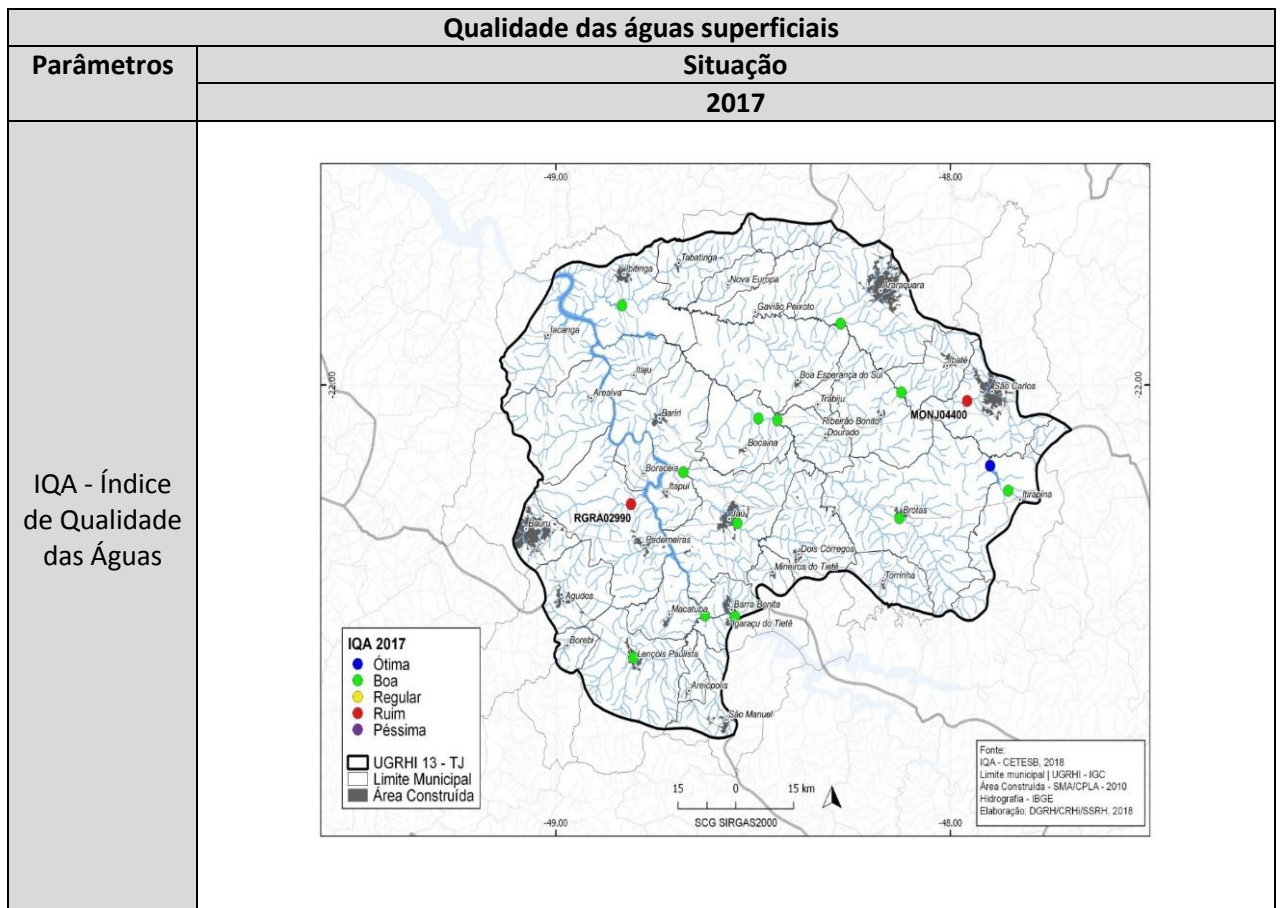 Qualidade das águas superficiais
Parâmetros
Situação
2017
IQA - Índice
de Qualidade
das Águas
-49.00
-48.00
Ibitinga
Tabatinga
Nova Europa
Araraquara
Gavião Peixoto
Iacanga
Ibaté
-22.00
-22.00
Itaju
Boa Esperança do Sul
São Carlos
Arealva
Trabiju
MONJ04400
Bariri
Ribeirão Bonito
Dourado
Bocaina
Boracéia
Itapuí
Itirapina
RGRA02990
Jaú
Brotas
Bauru
Pederneiras
Dois Córregos
Mineiros do Tietê
Torrinha
Agudos
Macatuba
Barra Bonita
Igaraçu do Tietê
Borebi
Lençóis Paulista
Areiópolis
São Manuel
IQA 2017
Ótima
Boa
Regular
Ruim
Péssima
UGRHI 13 - TJ
Limite Municipal
Área Construída
15 0 15 km
SCG SIRGAS2000
-49.00
-48.00
Fonte:
IQA - CETESB, 2018
Limite municipal | UGRHI - IGC
Área Construída - SMA/CPLA - 2010
Hidrografia - IBGE
Elaboração: DGRH/CRHi/SSRH, 2018